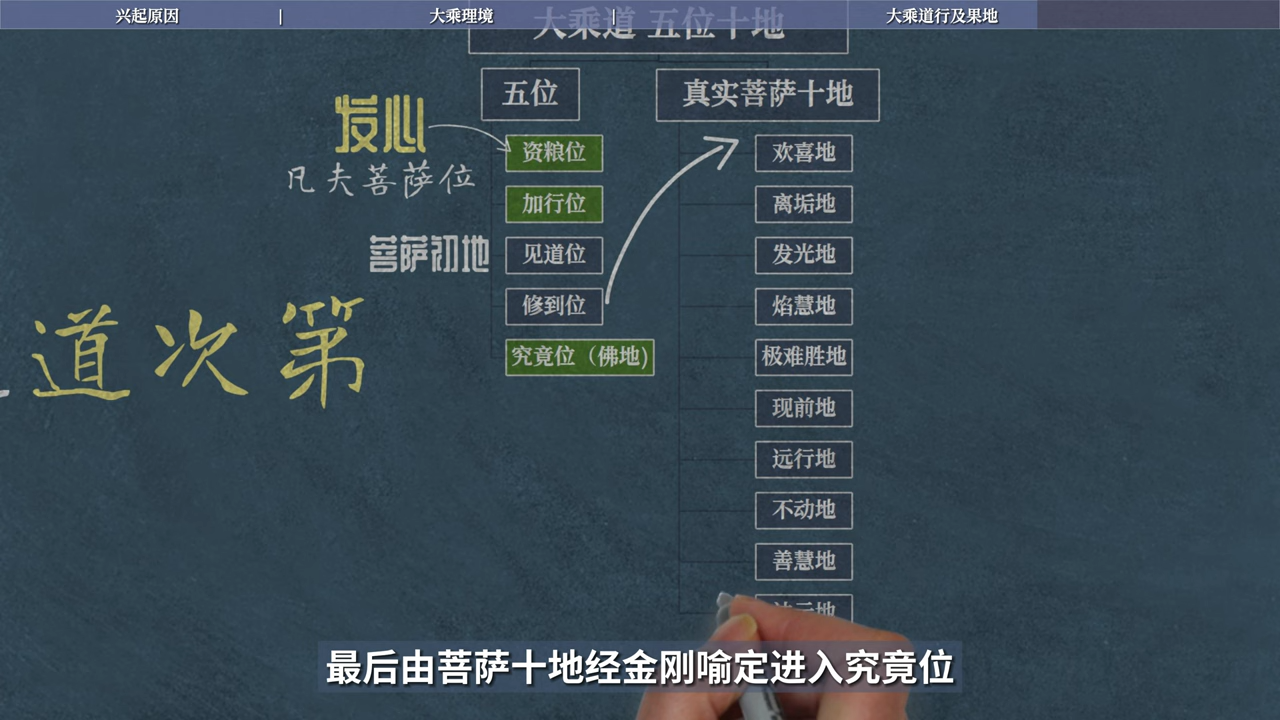 兴起原因 | 大乘理境 | 大乘道行及果地
大乘道 五位十地
五位
真实菩萨十地
发心
凡夫菩萨位
菩萨初地
道次第
资粮位
加行位
见道位
修到位
究竟位（佛地)
欢喜地
离垢地
发光地
焰慧地
极难胜地
现前地
远行地
不动地
善慧地
最后由菩萨十地经金刚喻定进入究竟位